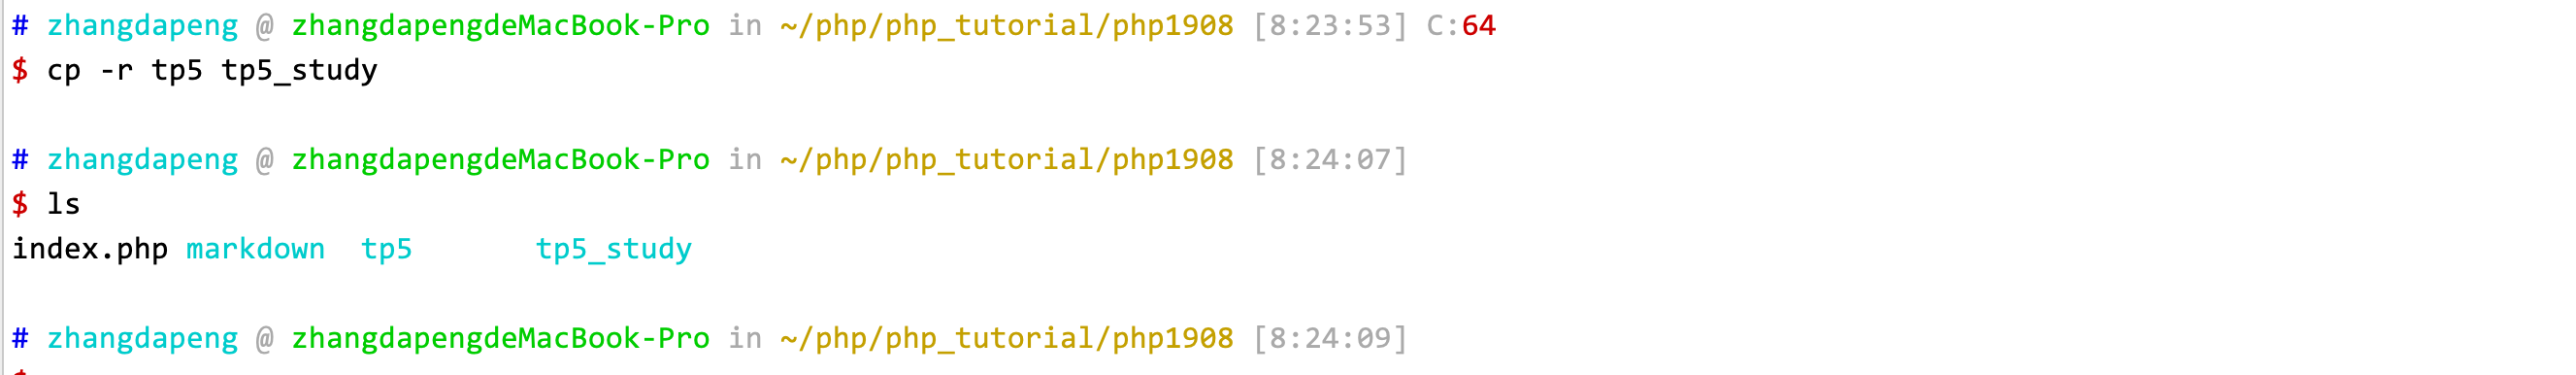 # zhangdapeng @ zhangdapengdeMacBook-Pro in ~/php/php_tutorial/php1908 [8:23:53] C:64
$ cp -r tp5 tp5_study
# zhangdapeng @ zhangdapengdeMacBook-Pro in ~/php/php_tutorial/php1908 [8:24:07]
$ ls
index.php markdown  tp5       tp5_study
# zhangdapeng @ zhangdapengdeMacBook-Pro in ~/php/php_tutorial/php1908 [8:24:09]